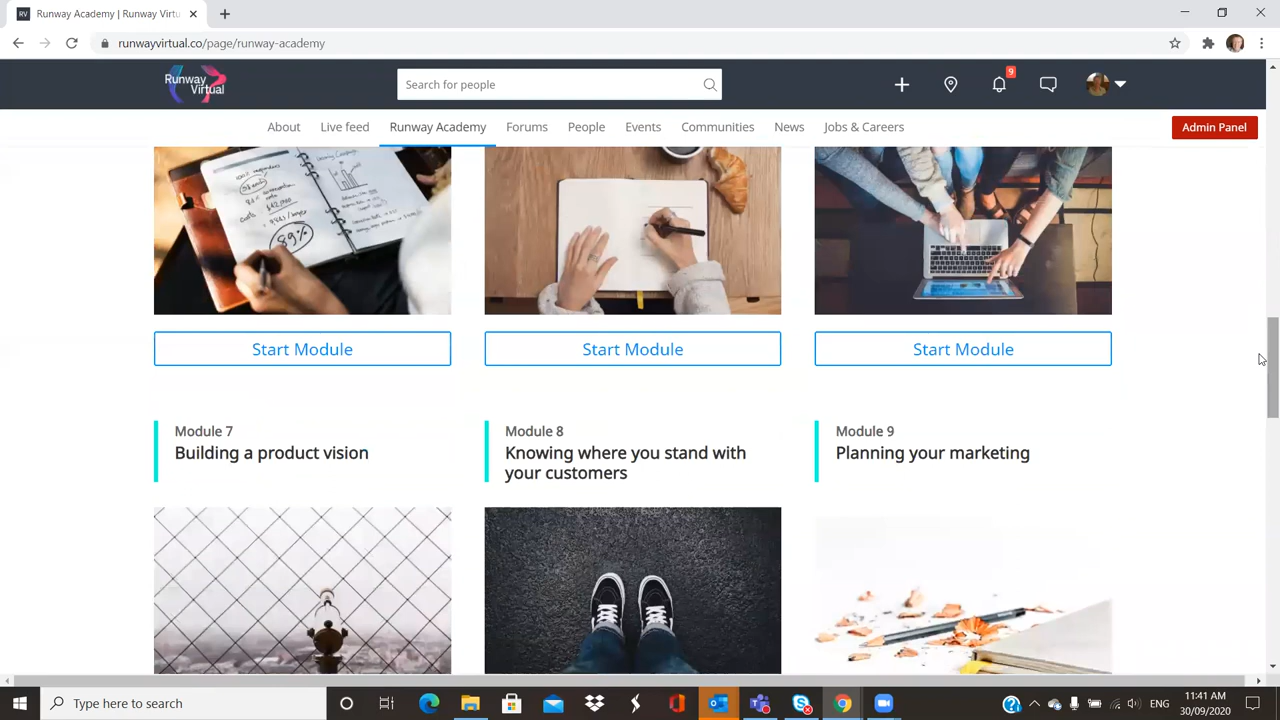 RV Runway Academy | Runway Virtu
runwayvirtual.co/page/runway-academy
Runway Virtual
Search for people
9
About Live feed Runway Academy Forums People Events Communities News Jobs & Careers Admin Panel
89%
Start Module Start Module Start Module
Module 7
Building a product vision
Module 8
Knowing where you stand with
your customers
Module 9
Planning your marketing
Type here to search
ENG
11:41 AM
30/09/2020